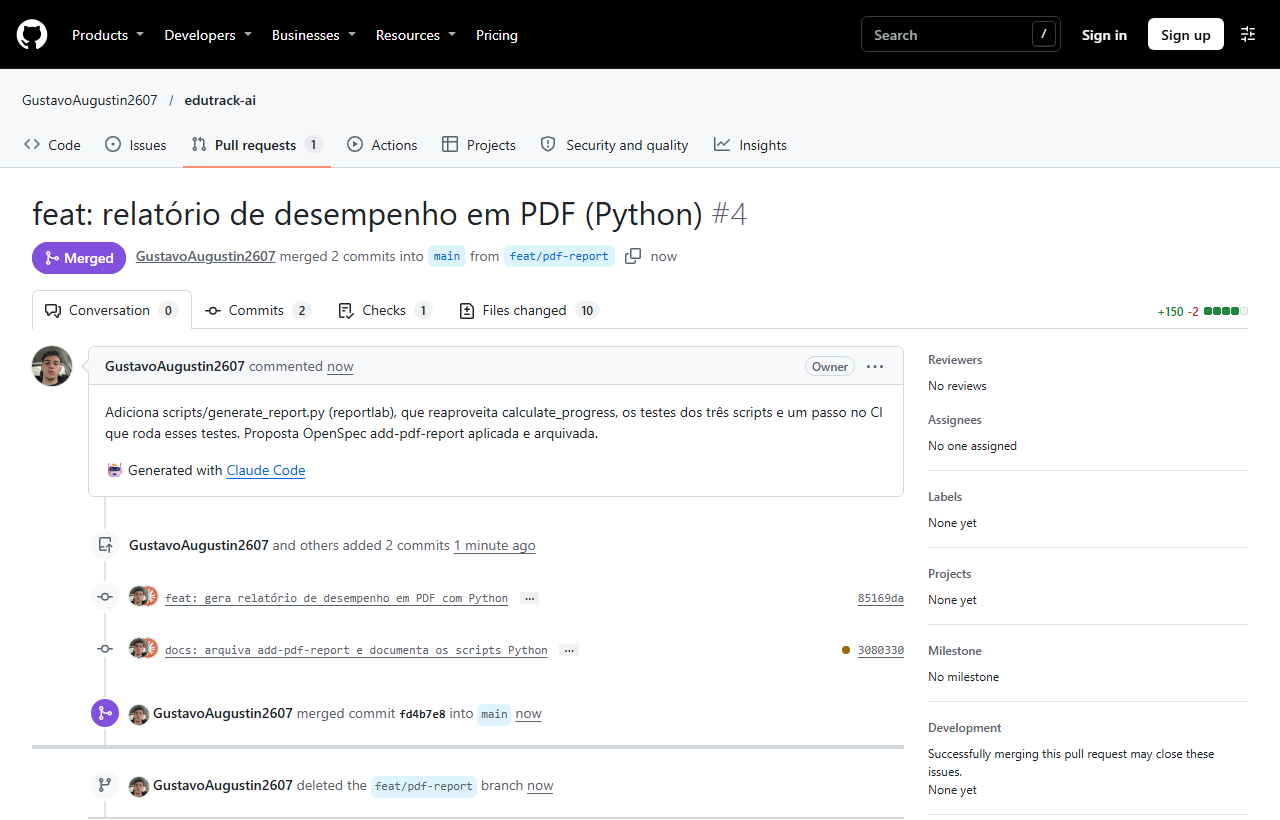 Products Developers Businesses Resources Pricing Search / Sign in Sign up
GustavoAugustin2607 / edutrack-ai
Code Issues Pull requests 1 Actions Projects Security and quality Insights
feat: relatório de desempenho em PDF (Python) #4
Merged GustavoAugustin2607 merged 2 commits into main from feat/pdf-report now
Conversation 0 Commits 2 Checks 1 Files changed 10 +150 -2
GustavoAugustin2607 commented now Owner
Adiciona scripts/generate_report.py (reportlab), que reaproveita calculate_progress, os testes dos três scripts e um passo no CI
que roda esses testes. Proposta OpenSpec add-pdf-report aplicada e arquivada.
Generated with Claude Code
GustavoAugustin2607 and others added 2 commits 1 minute ago
feat: gera relatório de desempenho em PDF com Python ... 85169da
docs: arquiva add-pdf-report e documenta os scripts Python ... 3080330
GustavoAugustin2607 merged commit fd4b7e8 into main now
GustavoAugustin2607 deleted the feat/pdf-report branch now
Reviewers
No reviews
Assignees
No one assigned
Labels
None yet
Projects
None yet
Milestone
No milestone
Development
Successfully merging this pull request may close these
issues.
None yet